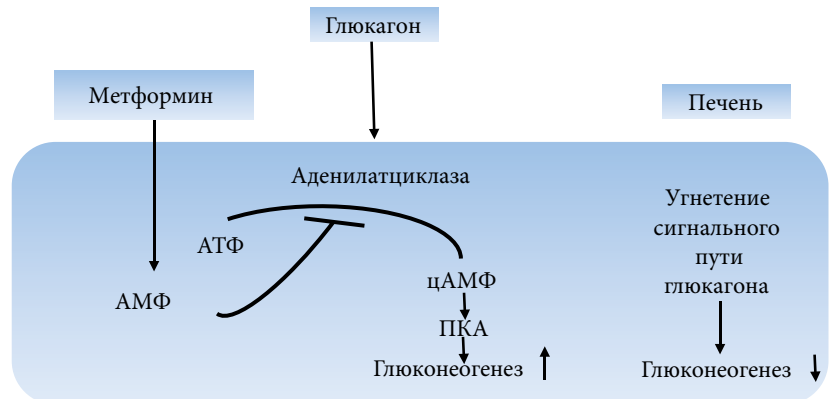 Глюкагон
Метформин
Печень
Аденилатциклаза
АТФ
АМФ
цАМФ
ПКА
Глюконеогенез
Угнетение
сигнального
пути
глюкагона
Глюконеогенез